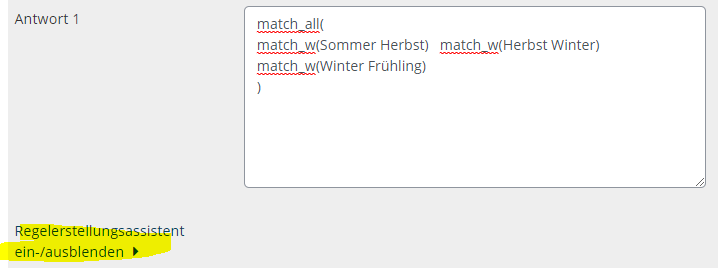 Antwort 1
match_all(
match_w(Sommer Herbst)   match_w(Herbst Winter)
match_w(Winter Frühling)
)
Regelerstellungsassistent
ein-/ausblenden